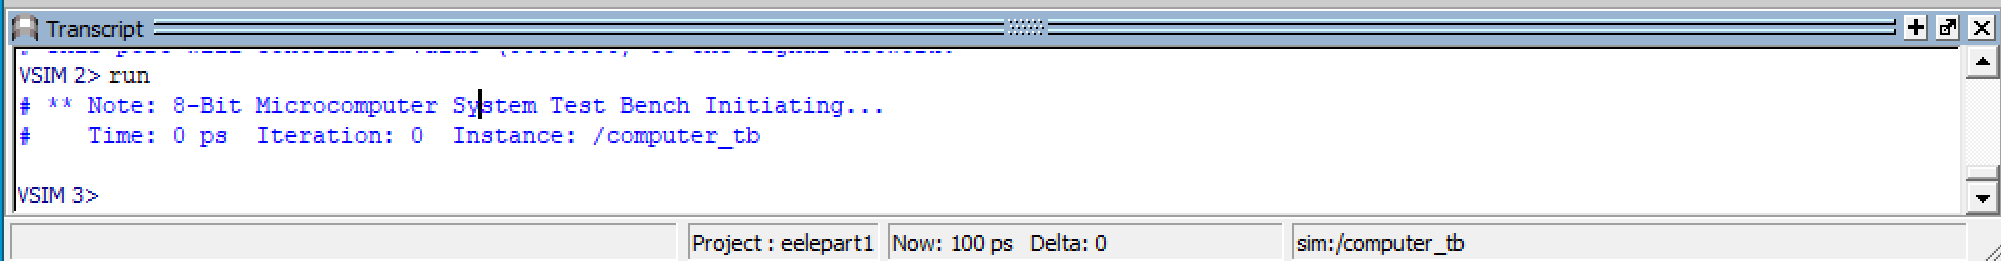 Transcript
VSIM 2> run
# ** Note: 8-Bit Microcomputer System Test Bench Initiating...
#    Time: 0 ps  Iteration: 0  Instance: /computer_tb
VSIM 3>
Project : eelepart1 Now: 100 ps  Delta: 0 sim:/computer_tb